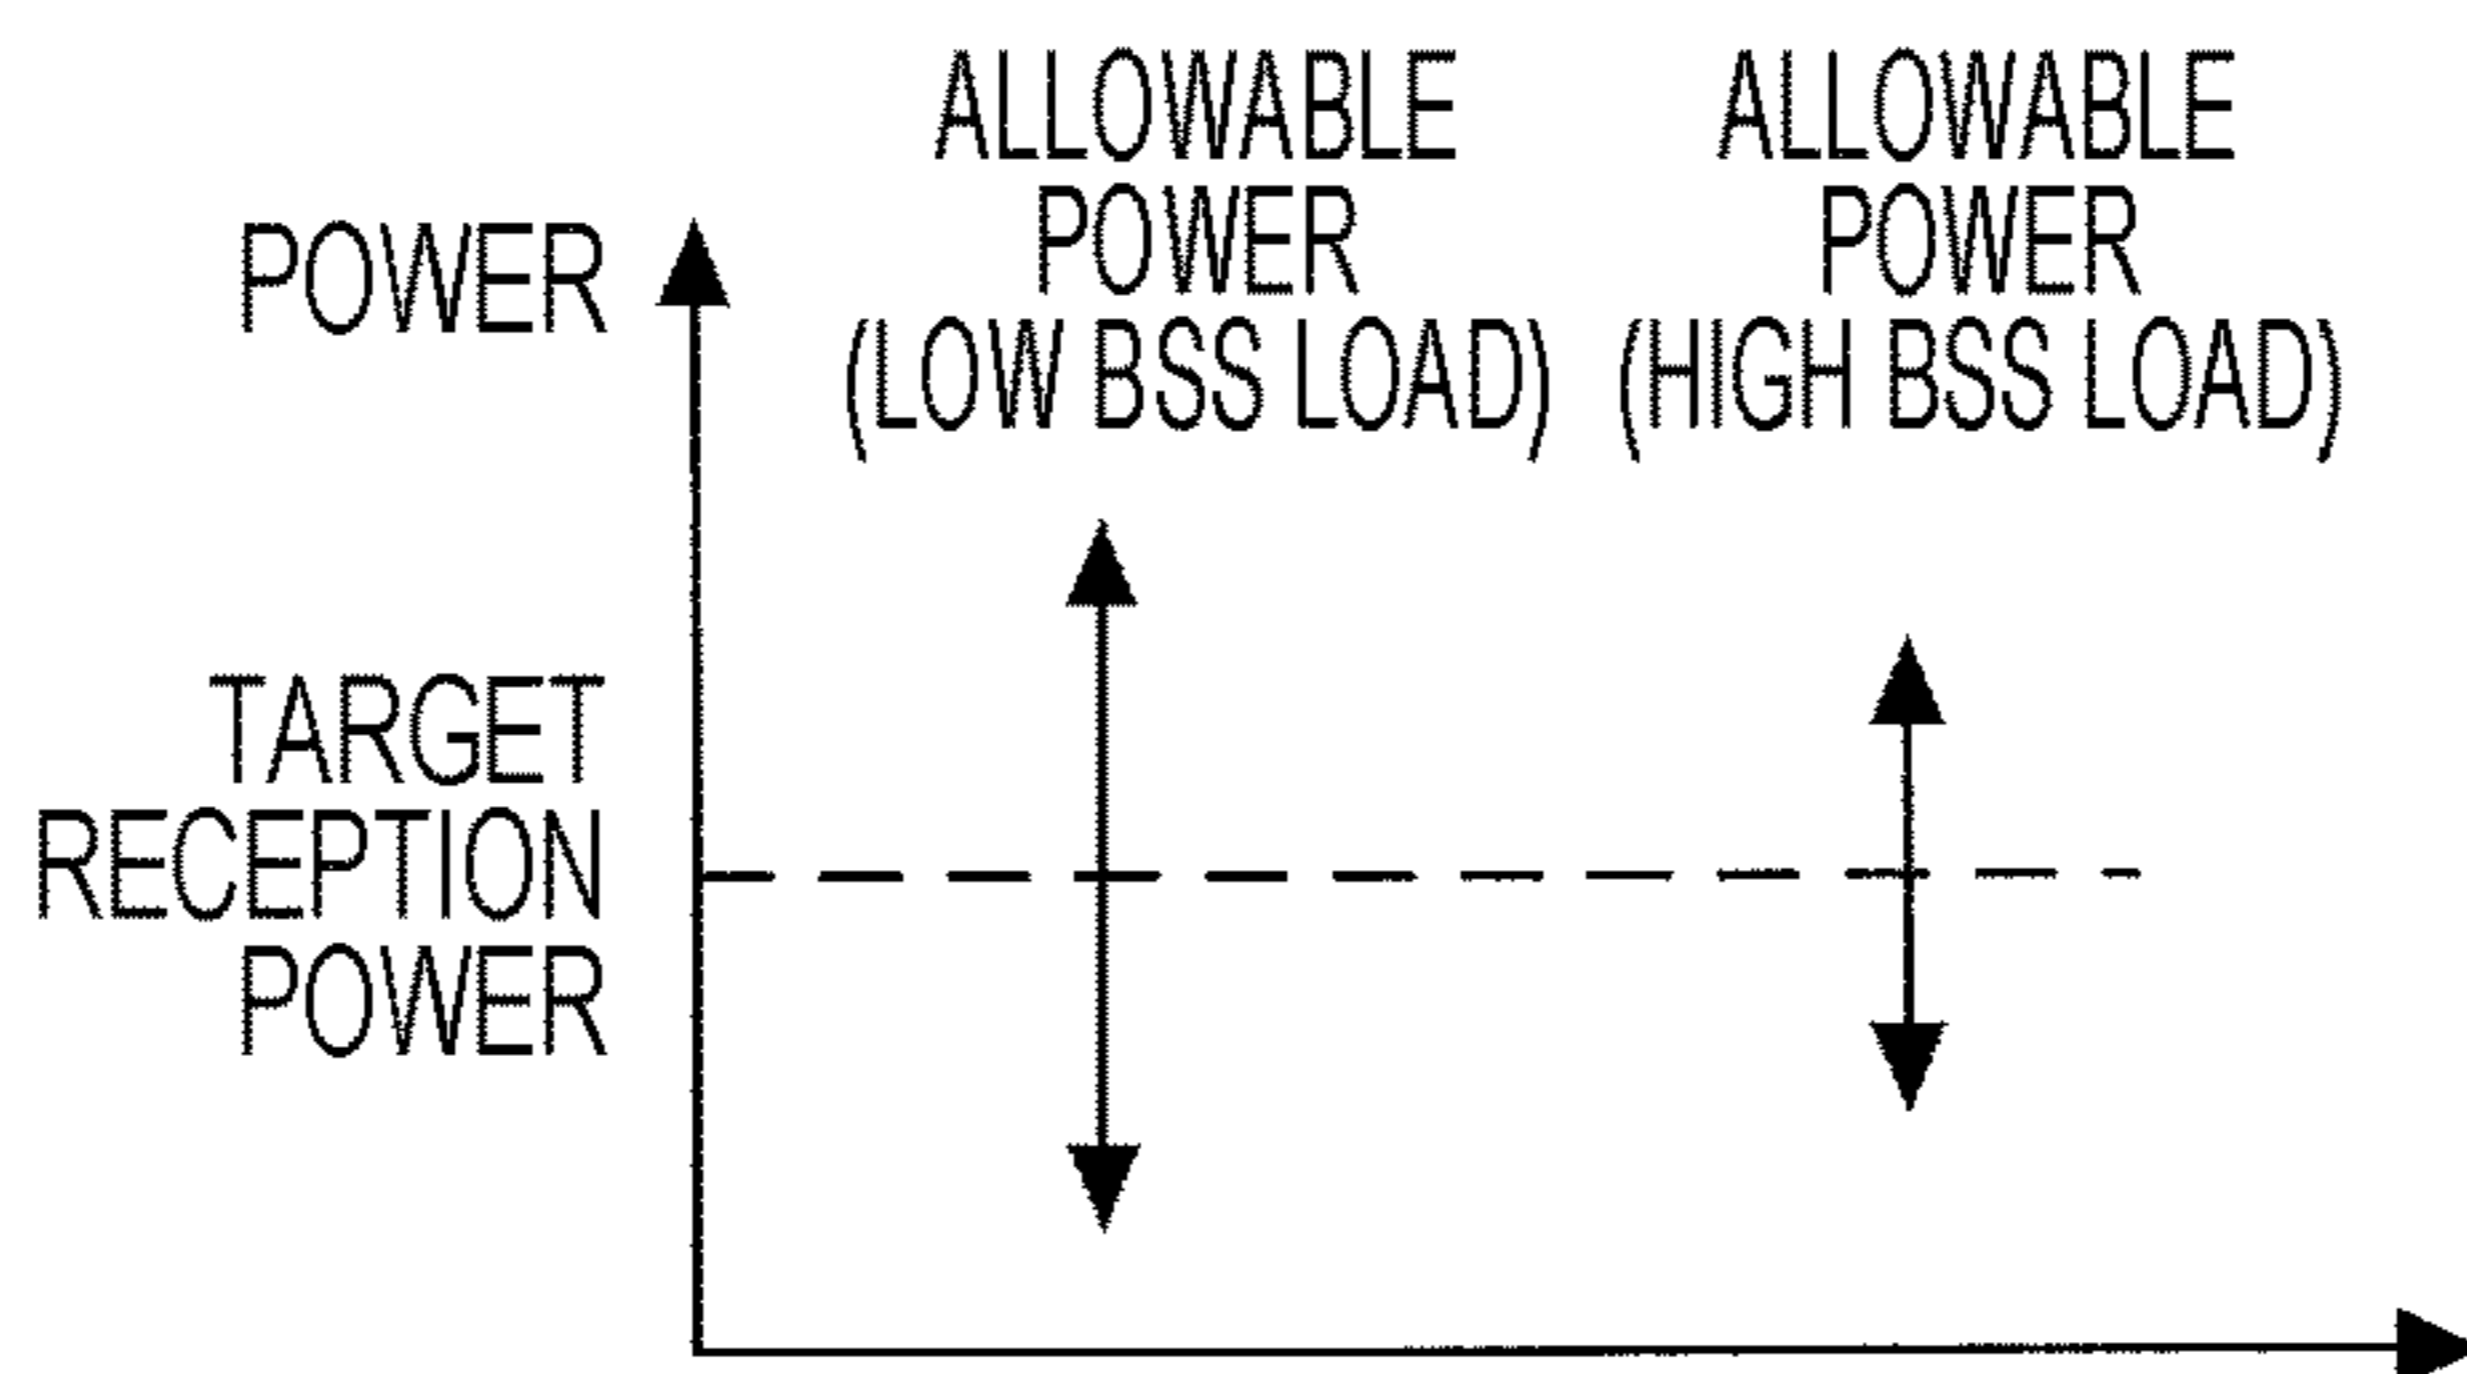 POWER
ALLOWABLE
POWER
(LOW BSS LOAD)
ALLOWABLE
POWER
(HIGH BSS LOAD)
TARGET
RECEPTION
POWER